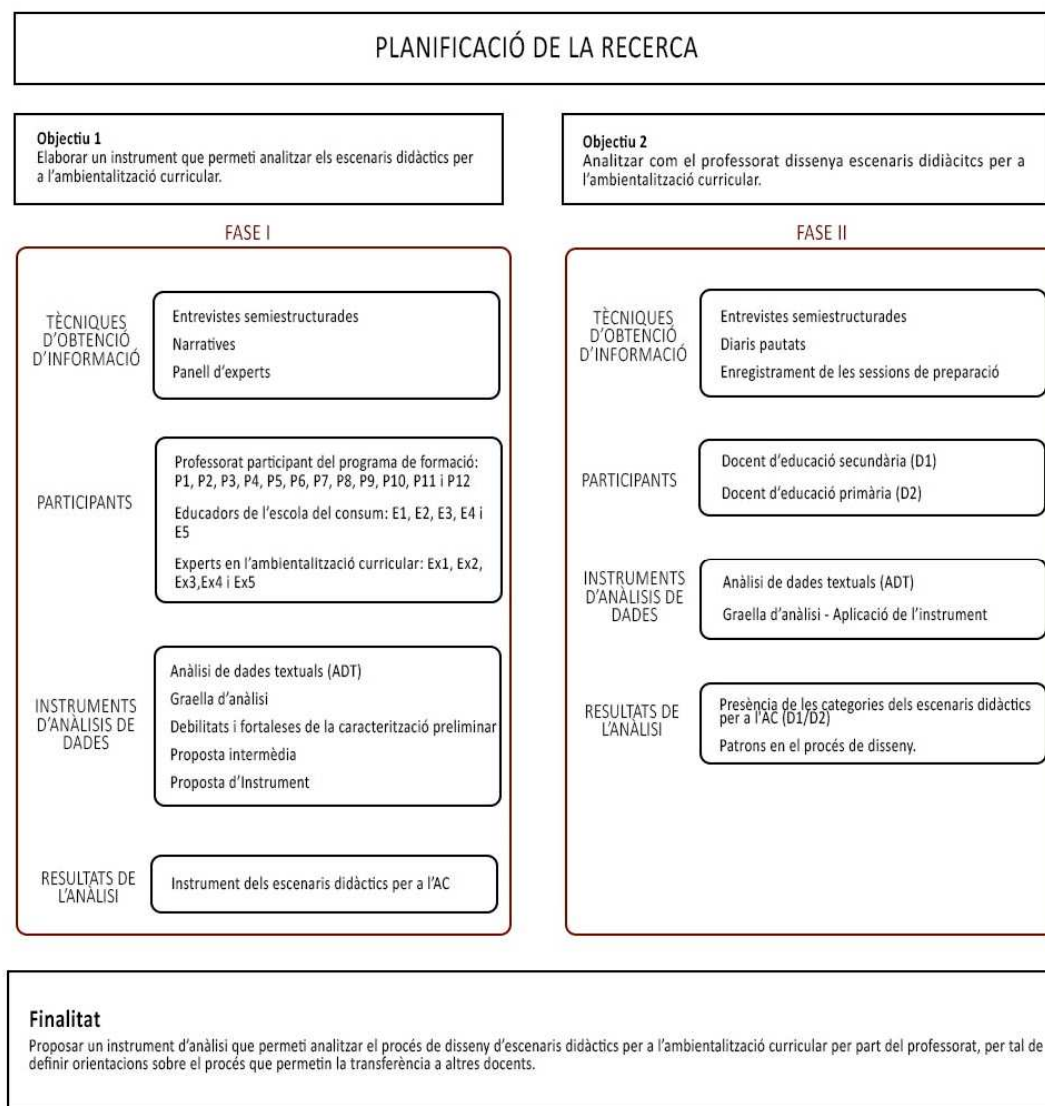 PLANIFICACIÓ DE LA RECERCA
Objectiu 1
Elaborar un instrument que permeti analitzar els escenaris didàctics per
a l'ambientalització curricular.
Objectiu 2
Analitzar com el professorat dissenya escenaris didiàcitcs per a
l'ambientalització curricular.
FASE I
TÈCNIQUES
D'OBTENCIÓ
D'INFORMACIÓ
Entrevistes semiestructurades
Narratives
Panell d'experts
PARTICIPANTS
Professorat participant del programa de formació:
P1, P2, P3, P4, P5, P6, P7, P8, P9, P10, P11 i P12
Educadors de l'escola del consum: E1, E2, E3, E4 i
E5
Experts en l'ambientalització curricular: Ex1, Ex2,
Ex3,Ex4 i Ex5
INSTRUMENTS
D'ANÀLISIS DE
DADES
Anàlisi de dades textuals (ADT)
Graella d'anàlisi
Debilitats i fortaleses de la caracterització preliminar
Proposta intermèdia
Proposta d'Instrument
RESULTATS DE
L'ANÀLISI
Instrument dels escenaris didàctics per a l'AC
FASE II
TÈCNIQUES
D'OBTENCIÓ
D'INFORMACIÓ
Entrevistes semiestructurades
Diaris pautats
Enregistrament de les sessions de preparació
PARTICIPANTS
Docent d'educació secundària (D1)
Docent d'educació primària (D2)
INSTRUMENTS
D'ANÀLISIS DE
DADES
Anàlisi de dades textuals (ADT)
Graella d'anàlisi - Aplicació de l'instrument
RESULTATS DE
L'ANÀLISI
Presència de les categories dels escenaris didàctics
per a l'AC (D1/D2)
Patrons en el procés de disseny.
Finalitat
Proposar un instrument d'anàlisi que permeti analitzar el procés de disseny d'escenaris didàctics per a l'ambientalització curricular per part del professorat, per tal de
definir orientacions sobre el procés que permetin la transferència a altres docents.